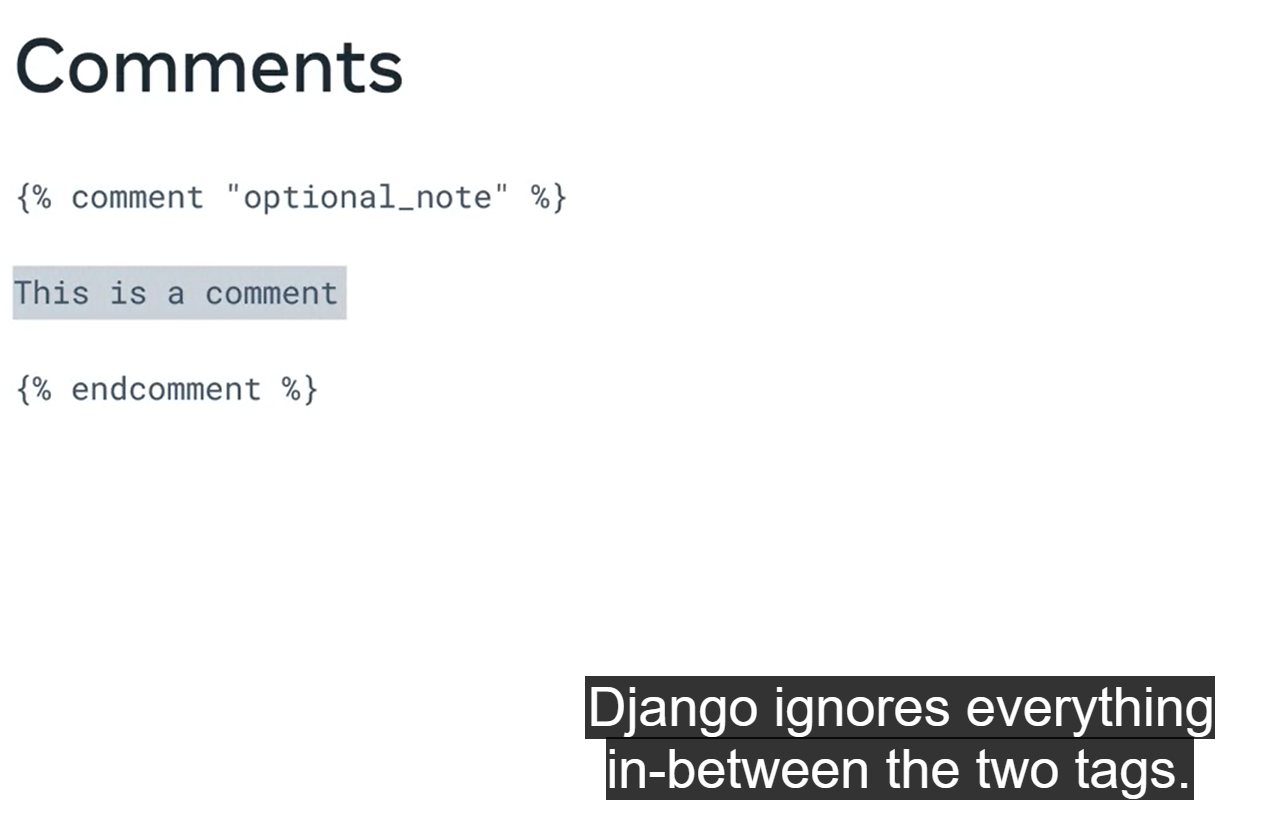 Comments
{% comment "optional_note" %}
This is a comment
{% endcomment %}
Django ignores everything
in-between the two tags.